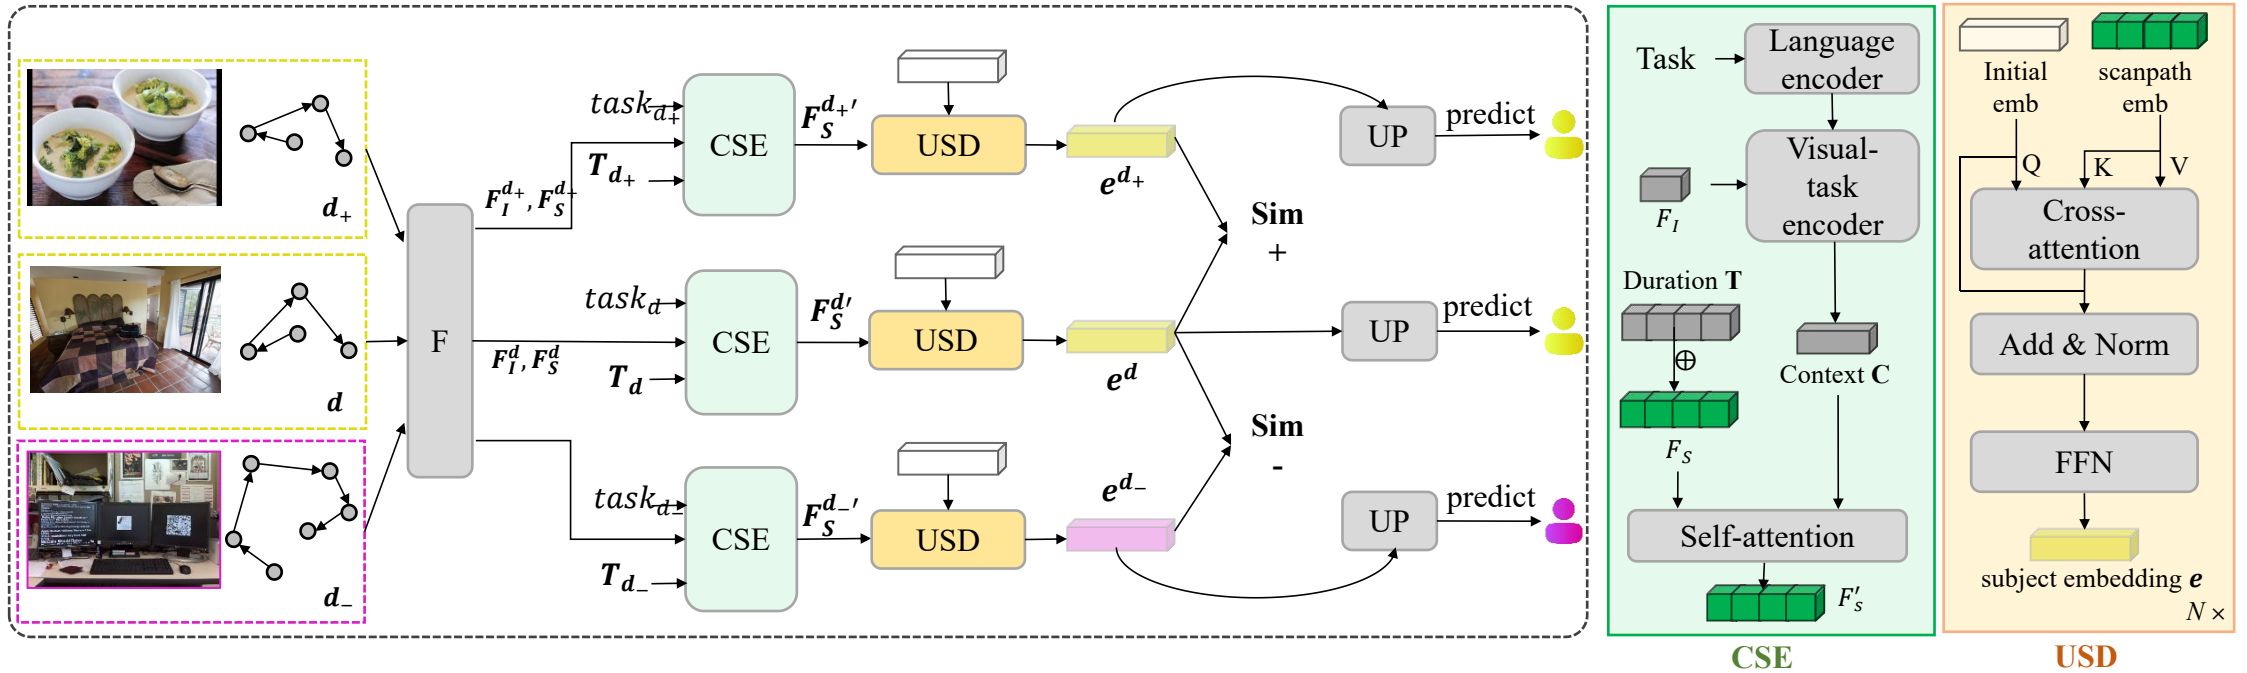 d₊
d
d₋
F
F_I^{d₊}, F_S^{d₊}
F_I^d, F_S^d
task_{d₊}
T_{d₊}
CSE
F_S^{d₊}′
USD
e^{d₊}
UP
predict
Sim
+
task_d
T_d
CSE
F_S^d′
USD
e^d
UP
predict
Sim
-
task_{d₋}
T_{d₋}
CSE
F_S^{d₋}′
USD
e^{d₋}
UP
predict
Task
Language
encoder
Visual-
task
encoder
F_I
Duration T
⊕
F_S
Context C
Self-attention
F′_S
CSE
Initial
emb
scanpath
emb
Q
K
V
Cross-
attention
Add & Norm
FFN
subject embedding e
N ×
USD